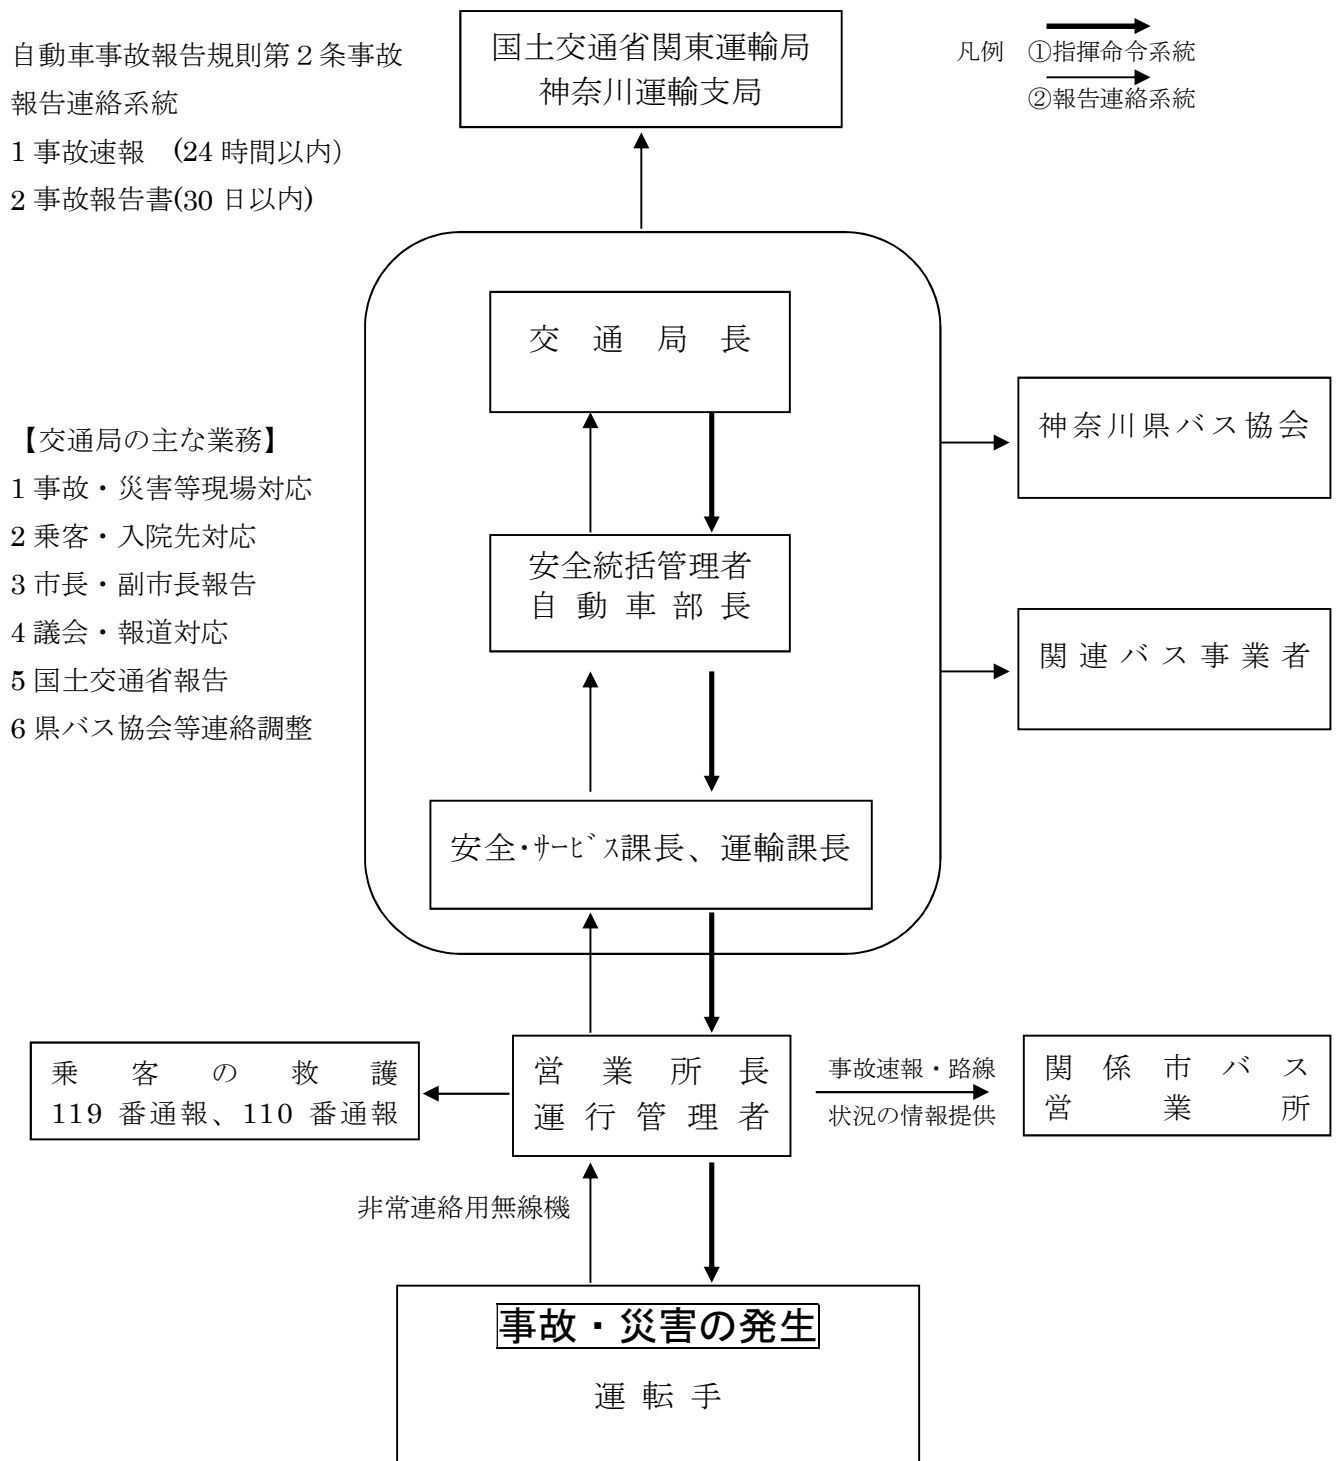 自動車事故報告規則第２条事故
報告連絡系統
1 事故速報　(24 時間以内）
2 事故報告書(30 日以内)
国土交通省関東運輸局
神奈川運輸支局
凡例　①指揮命令系統
②報告連絡系統
交　通　局　長
【交通局の主な業務】
1 事故・災害等現場対応
2 乗客・入院先対応
3 市長・副市長報告
4 議会・報道対応
5 国土交通省報告
6 県バス協会等連絡調整
神奈川県バス協会
安全統括管理者
自 動 車 部 長
関 連 バ ス 事 業 者
安全・ｻｰﾋﾞｽ課長、運輸課長
乗　客　の　救　護
119 番通報、110 番通報
営　業　所　長
運 行 管 理 者
事故速報・路線
状況の情報提供
関　係　市　バ　ス
営　業　所
非常連絡用無線機
事故・災害の発生
運 転 手